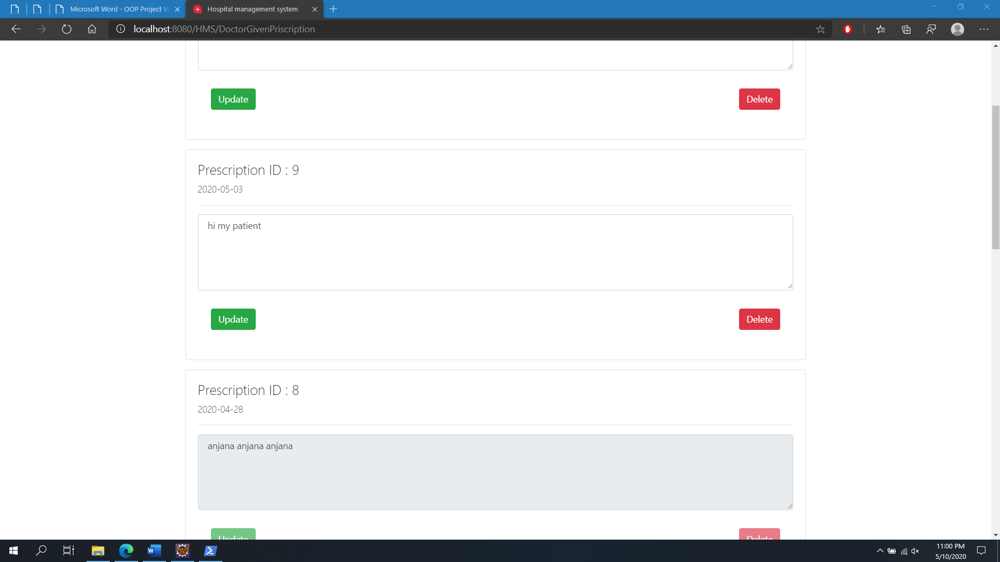 Microsoft Word - OOP Project V
Hospital management system
localhost:8080/HMS/DoctorGivenPriscription
Update
Delete
Prescription ID : 9
2020-05-03
hi my patient
Update
Delete
Prescription ID : 8
2020-04-28
anjana anjana anjana
Update
Delete
11:00 PM
5/10/2020